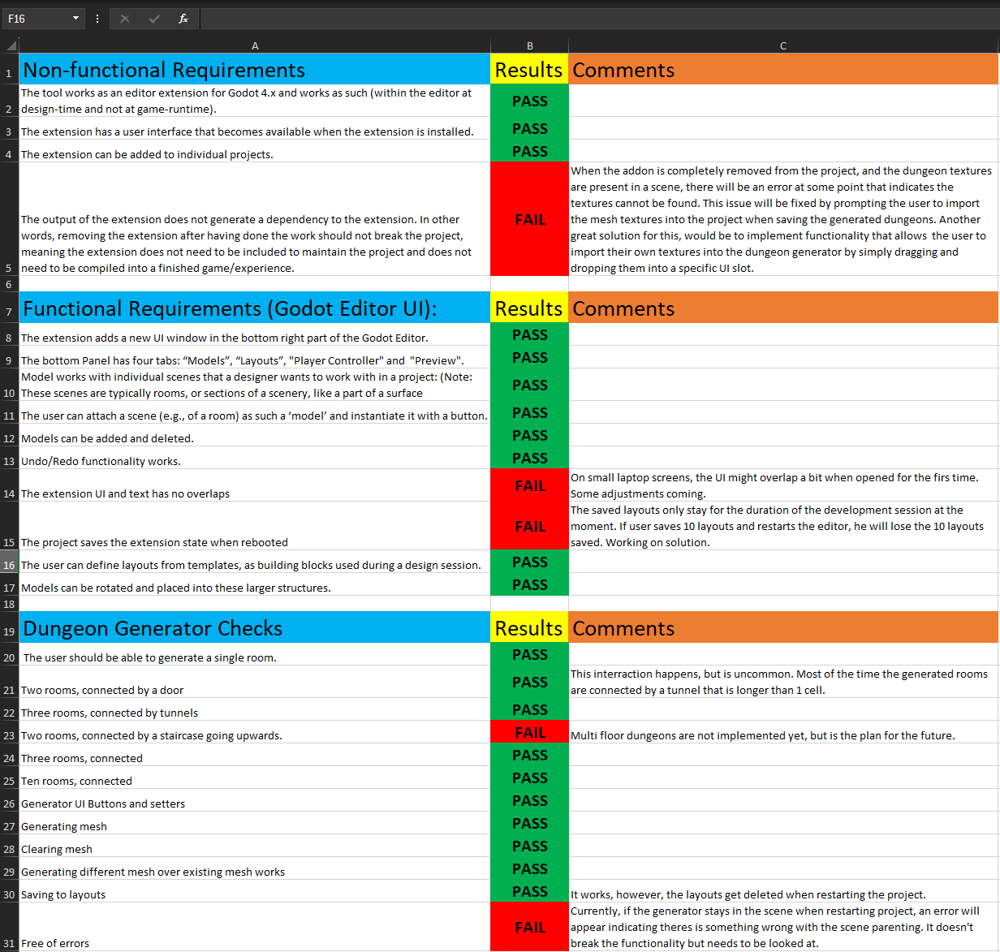 F16
fx
A B C
1 Non-functional Requirements Results Comments
The tool works as an editor extension for Godot 4.x and works as such (within the editor at
2 design-time and not at game-runtime). PASS
3 The extension has a user interface that becomes available when the extension is installed. PASS
4 The extension can be added to individual projects. PASS
When the addon is completely removed from the project, and the dungeon textures
are present in a scene, there will be an error at some point that indicates the
textures cannot be found. This issue will be fixed by prompting the user to import
The output of the extension does not generate a dependency to the extension. In other FAIL the mesh textures into the project when saving the generated dungeons. Another
words, removing the extension after having done the work should not break the project, great solution for this, would be to implement functionality that allows  the user to
meaning the extension does not need to be included to maintain the project and does not import their own textures into the dungeon generator by simply dragging and
5 need to be compiled into a finished game/experience. dropping them into a specific UI slot.
6
7 Functional Requirements (Godot Editor UI): Results Comments
8 The extension adds a new UI window in the bottom right part of the Godot Editor. PASS
9 The bottom Panel has four tabs: “Models”, “Layouts”, "Player Controller" and  "Preview". PASS
Model works with individual scenes that a designer wants to work with in a project: (Note:
10 These scenes are typically rooms, or sections of a scenery, like a part of a surface PASS
11 The user can attach a scene (e.g., of a room) as such a ‘model’ and instantiate it with a button. PASS
12 Models can be added and deleted. PASS
13 Undo/Redo functionality works. PASS
On small laptop screens, the UI might overlap a bit when opened for the firs time.
14 The extension UI and text has no overlaps FAIL Some adjustments coming.
The saved layouts only stay for the duration of the development session at the
FAIL moment. If user saves 10 layouts and restarts the editor, he will lose the 10 layouts
15 The project saves the extension state when rebooted saved. Working on solution.
16 The user can define layouts from templates, as building blocks used during a design session. PASS
17 Models can be rotated and placed into these larger structures. PASS
18
19 Dungeon Generator Checks Results Comments
20 The user should be able to generate a single room. PASS
This interraction happens, but is uncommon. Most of the time the generated rooms
21 Two rooms, connected by a door PASS are connected by a tunnel that is longer than 1 cell.
22 Three rooms, connected by tunnels PASS
23 Two rooms, connected by a staircase going upwards. FAIL Multi floor dungeons are not implemented yet, but is the plan for the future.
24 Three rooms, connected PASS
25 Ten rooms, connected PASS
26 Generator UI Buttons and setters PASS
27 Generating mesh PASS
28 Clearing mesh PASS
29 Generating different mesh over existing mesh works PASS
30 Saving to layouts PASS It works, however, the layouts get deleted when restarting the project.
Currently, if the generator stays in the scene when restarting project, an error will
FAIL appear indicating theres is something wrong with the scene parenting. It doesn't
31 Free of errors break the functionality but needs to be looked at.